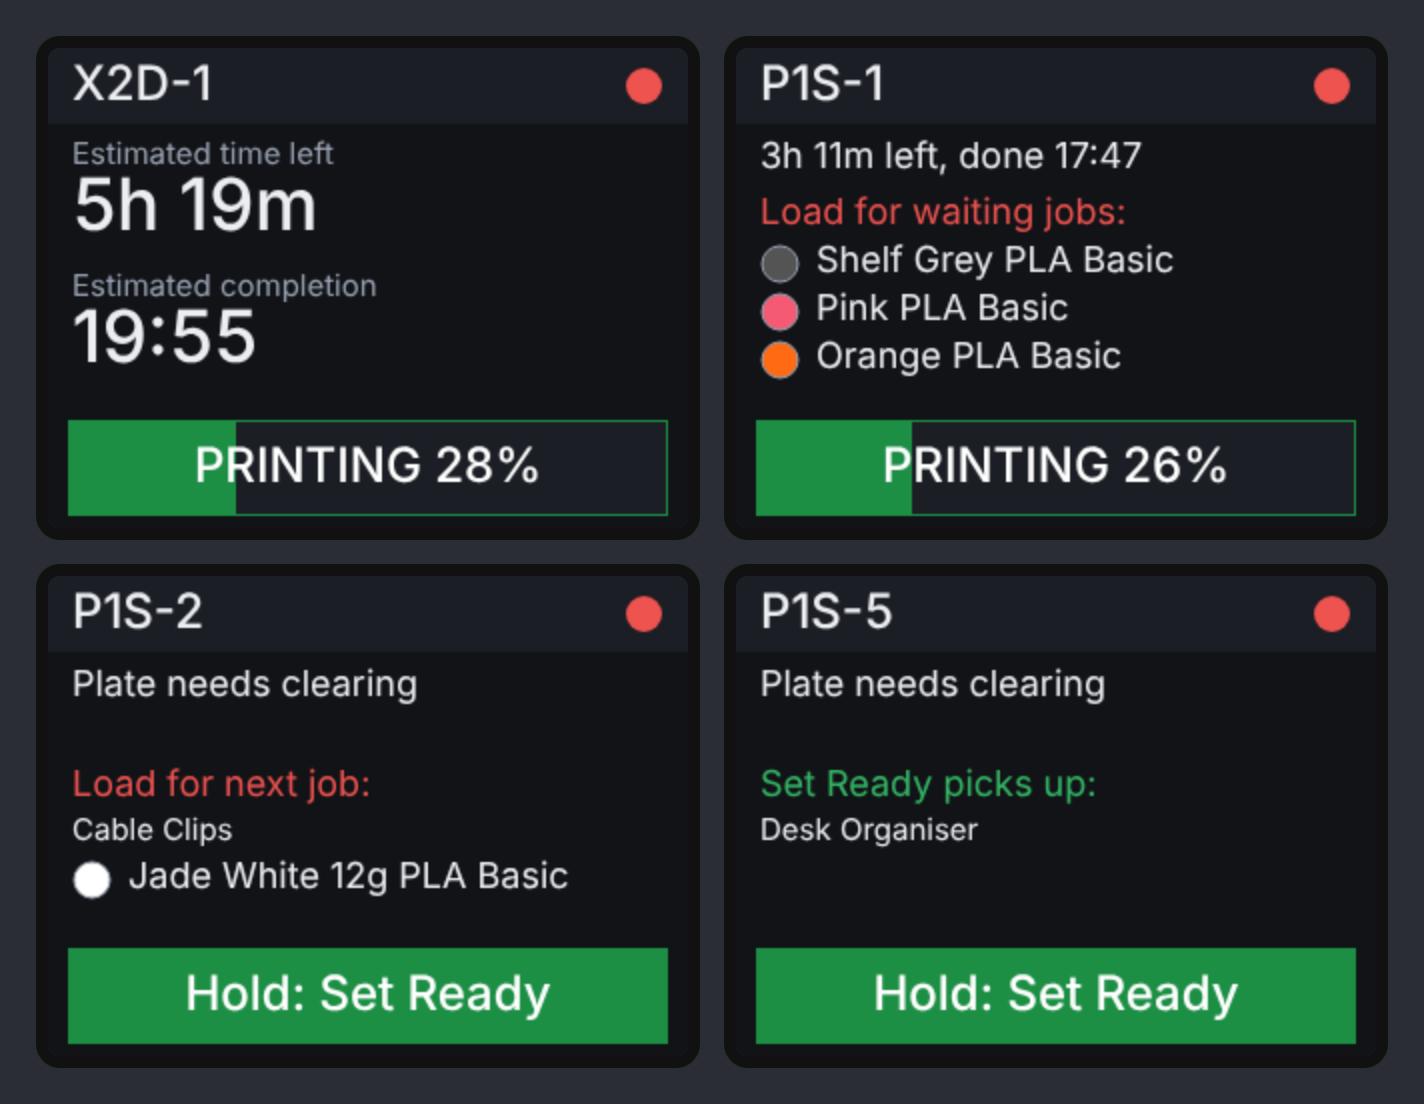 X2D-1
Estimated time left
5h 19m
Estimated completion
19:55
PRINTING 28%
P1S-1
3h 11m left, done 17:47
Load for waiting jobs:
Shelf Grey PLA Basic
Pink PLA Basic
Orange PLA Basic
PRINTING 26%
P1S-2
Plate needs clearing
Load for next job:
Cable Clips
Jade White 12g PLA Basic
Hold: Set Ready
P1S-5
Plate needs clearing
Set Ready picks up:
Desk Organiser
Hold: Set Ready